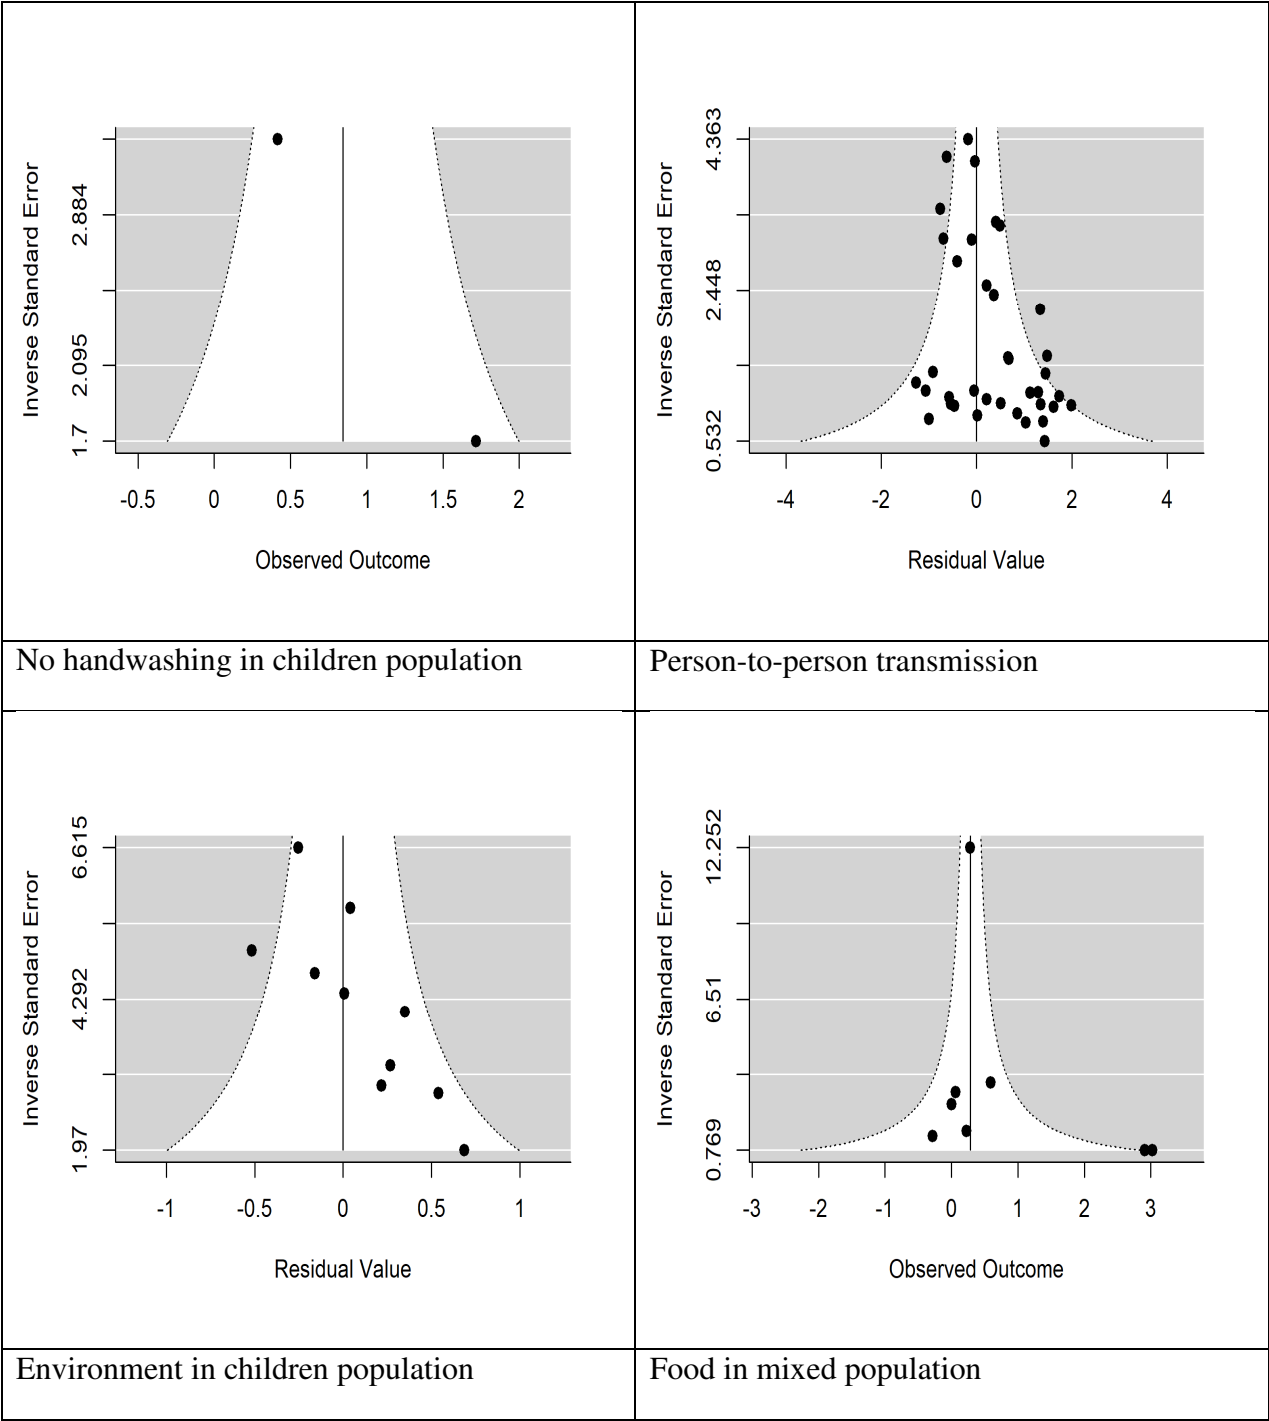 Inverse Standard Error
2.884
2.095
1.7
-0.5 0 0.5 1 1.5 2
Observed Outcome
Inverse Standard Error
4.363
2.448
0.532
-4 -2 0 2 4
Residual Value
No handwashing in children population
Person-to-person transmission
Inverse Standard Error
6.615
4.292
1.97
-1 -0.5 0 0.5 1
Residual Value
Inverse Standard Error
12.252
6.51
0.769
-3 -2 -1 0 1 2 3
Observed Outcome
Environment in children population
Food in mixed population